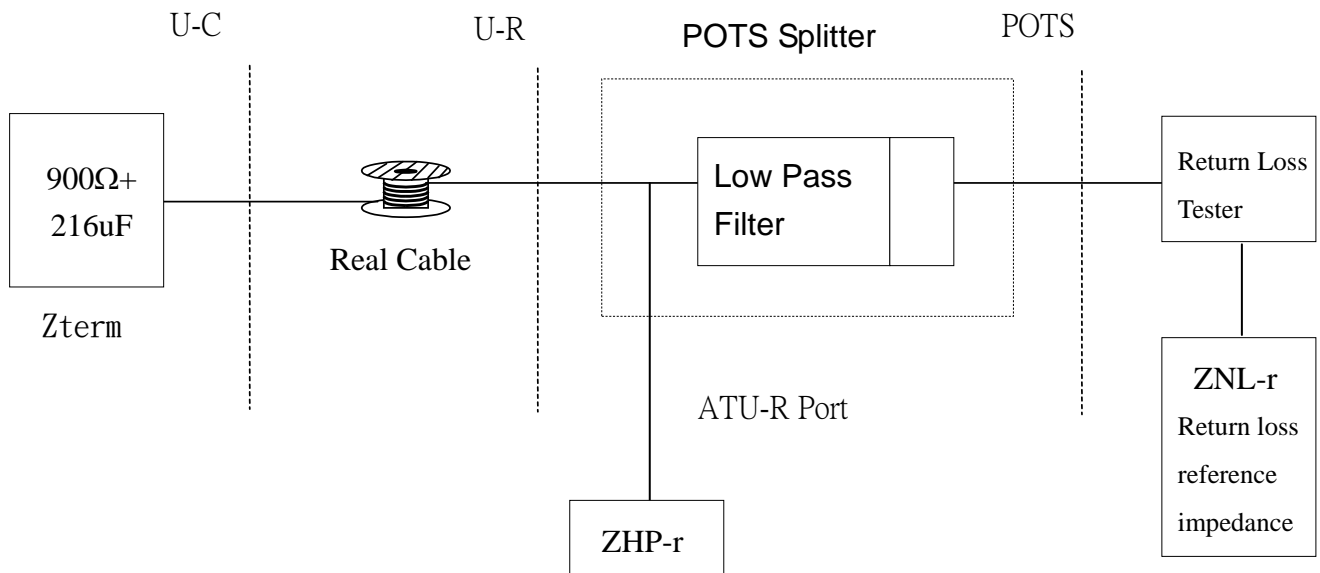 U-C
U-R
POTS Splitter
POTS
900Ω+
216uF
Zterm
Real Cable
Low Pass
Filter
Return Loss
Tester
ATU-R Port
ZHP-r
ZNL-r
Return loss
reference
impedance